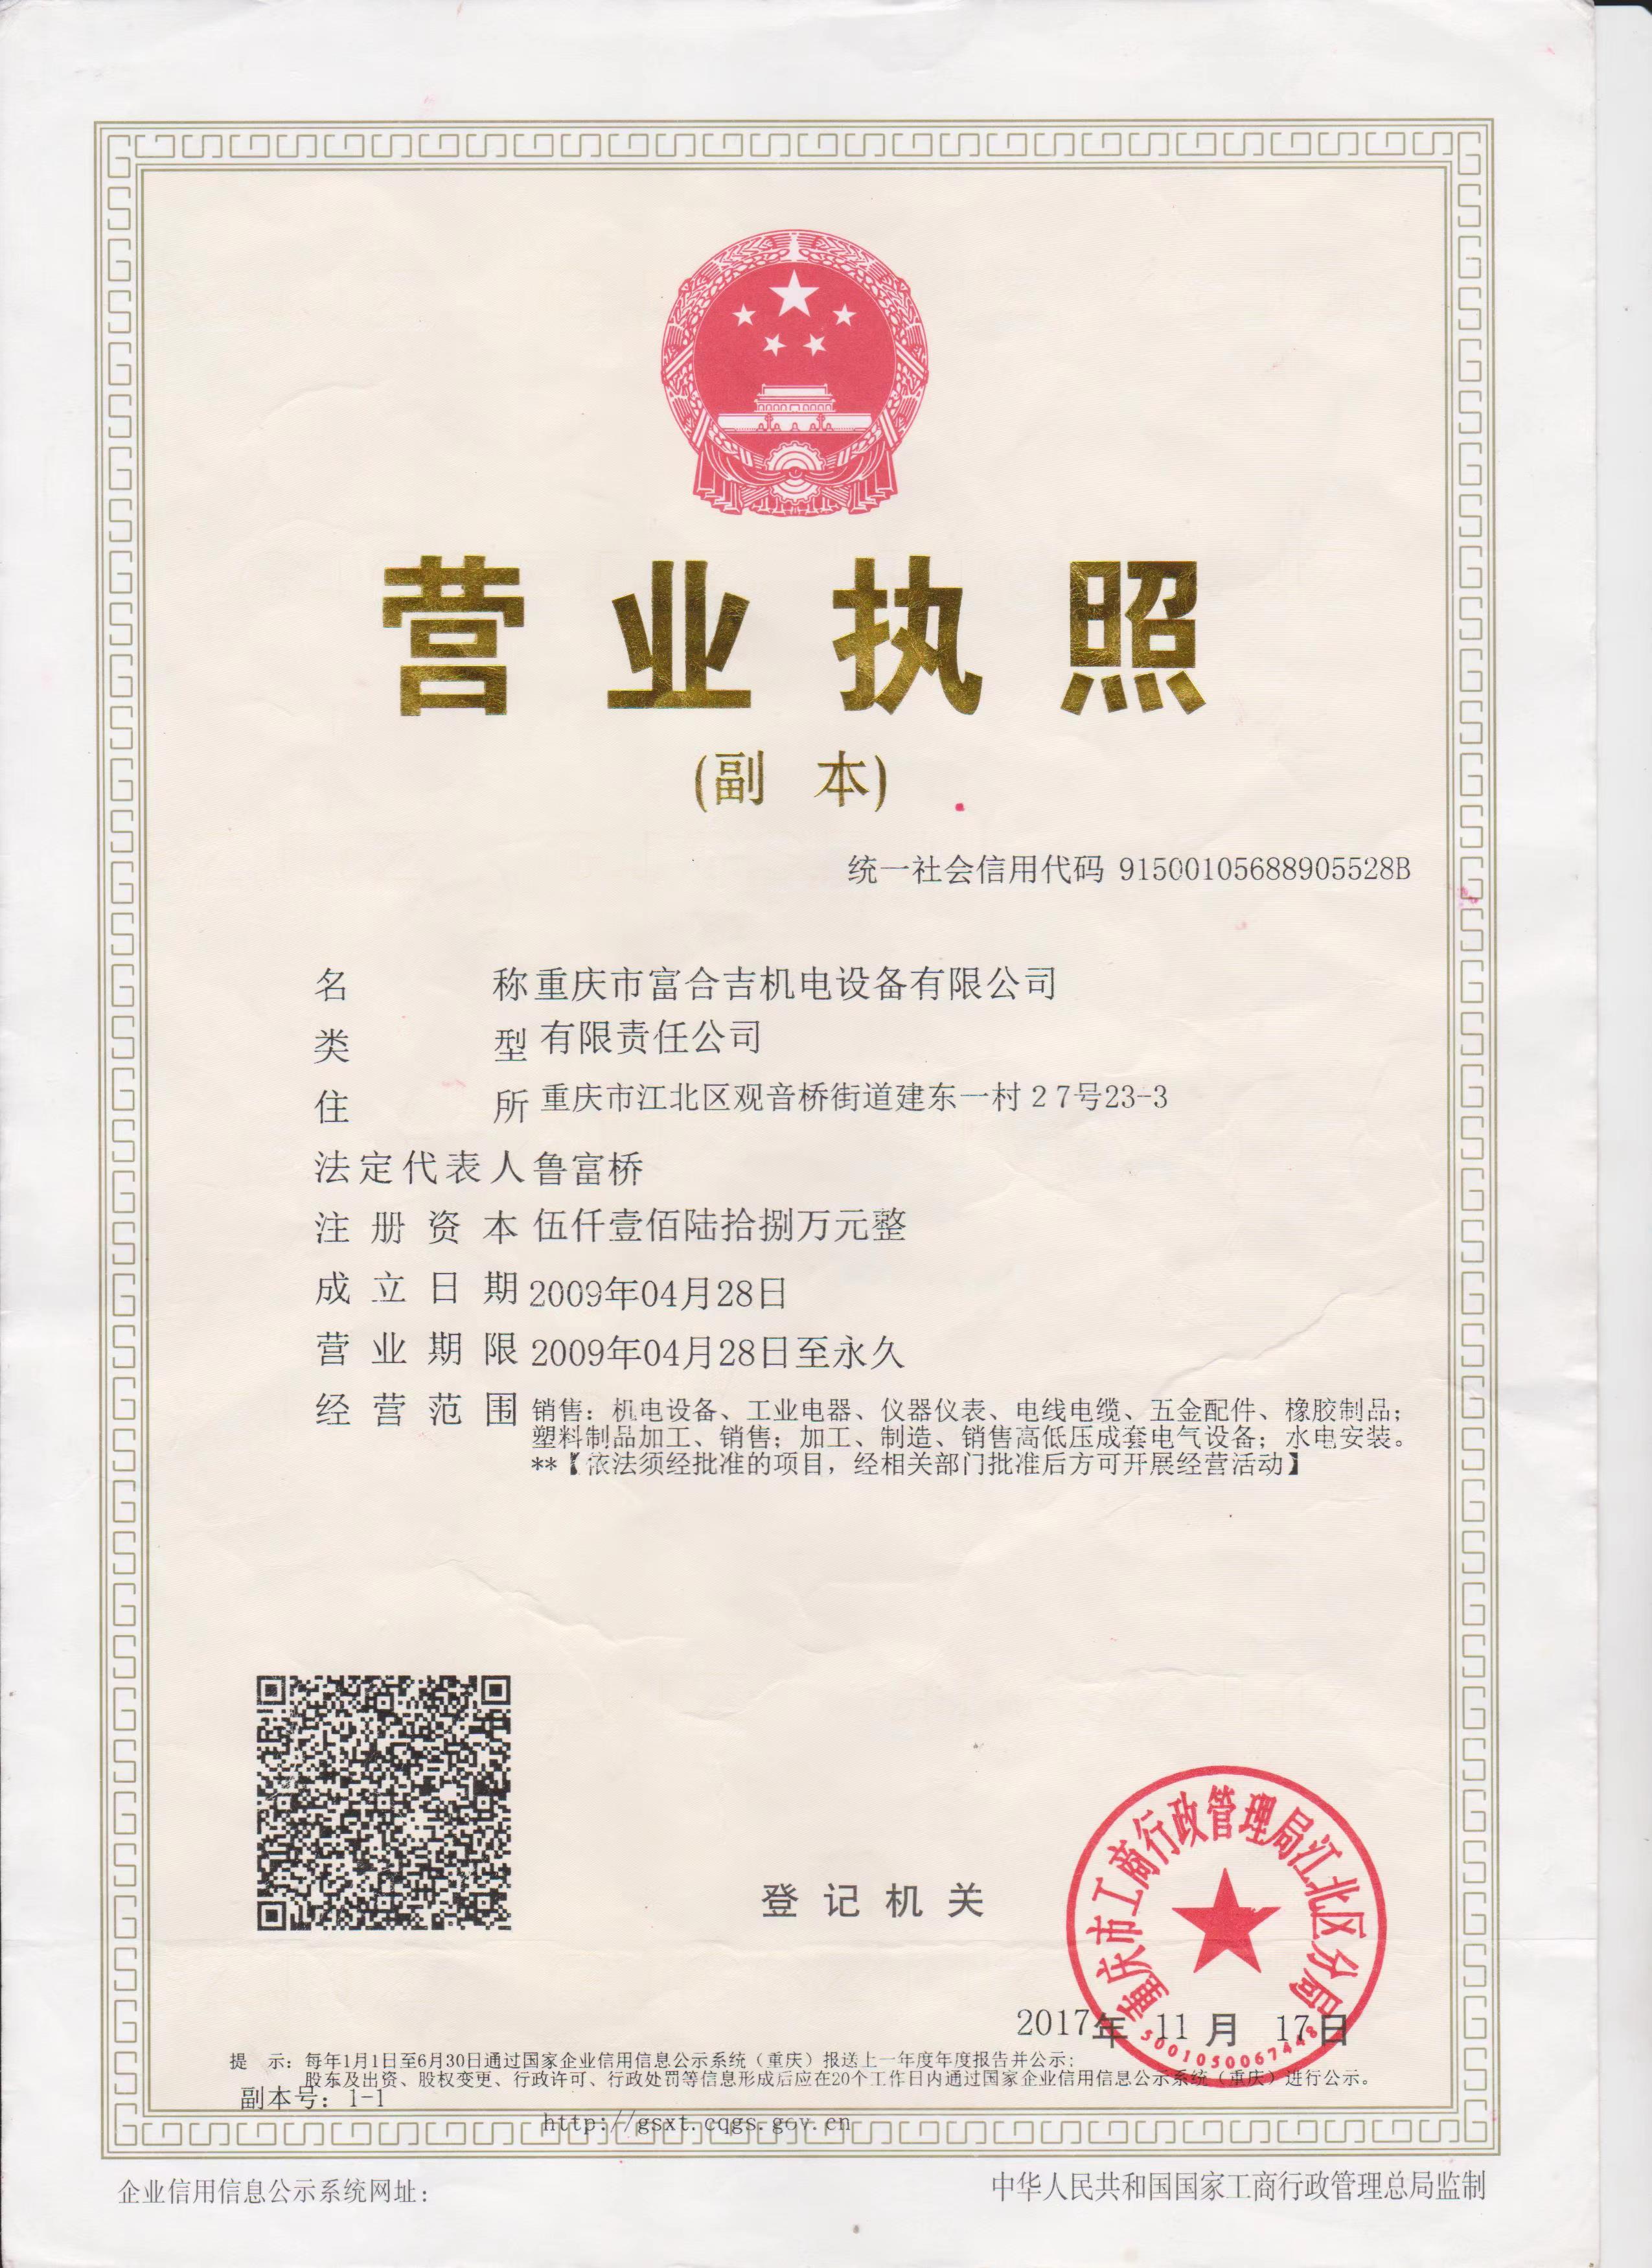 营业执照
(副 本)
统一社会信用代码 91500105688905528B
名 称 重庆市富合吉机电设备有限公司
类 型 有限责任公司
住 所 重庆市江北区观音桥街道建东一村27号23-3
法定代表人 鲁富桥
注册资本 伍仟壹佰陆拾捌万元整
成立日期 2009年04月28日
营业期限 2009年04月28日至永久
经营范围 销售：机电设备、工业电器、仪器仪表、电线电缆、五金配件、橡胶制品；
塑料制品加工、销售；加工、制造、销售高低压成套电气设备；水电安装。
**【依法须经批准的项目，经相关部门批准后方可开展经营活动】
登记机关
重庆市工商行政管理局江北区分局
5001050067448
2017年 11 月 17日
提 示：每年1月1日至6月30日通过国家企业信用信息公示系统（重庆）报送上一年度年度报告并公示；
股东及出资、股权变更、行政许可、行政处罚等信息形成后应在20个工作日内通过国家企业信用信息公示系统（重庆）进行公示。
副本号：1-1
http://gsxt.cqgs.gov.cn
企业信用信息公示系统网址：
中华人民共和国国家工商行政管理总局监制